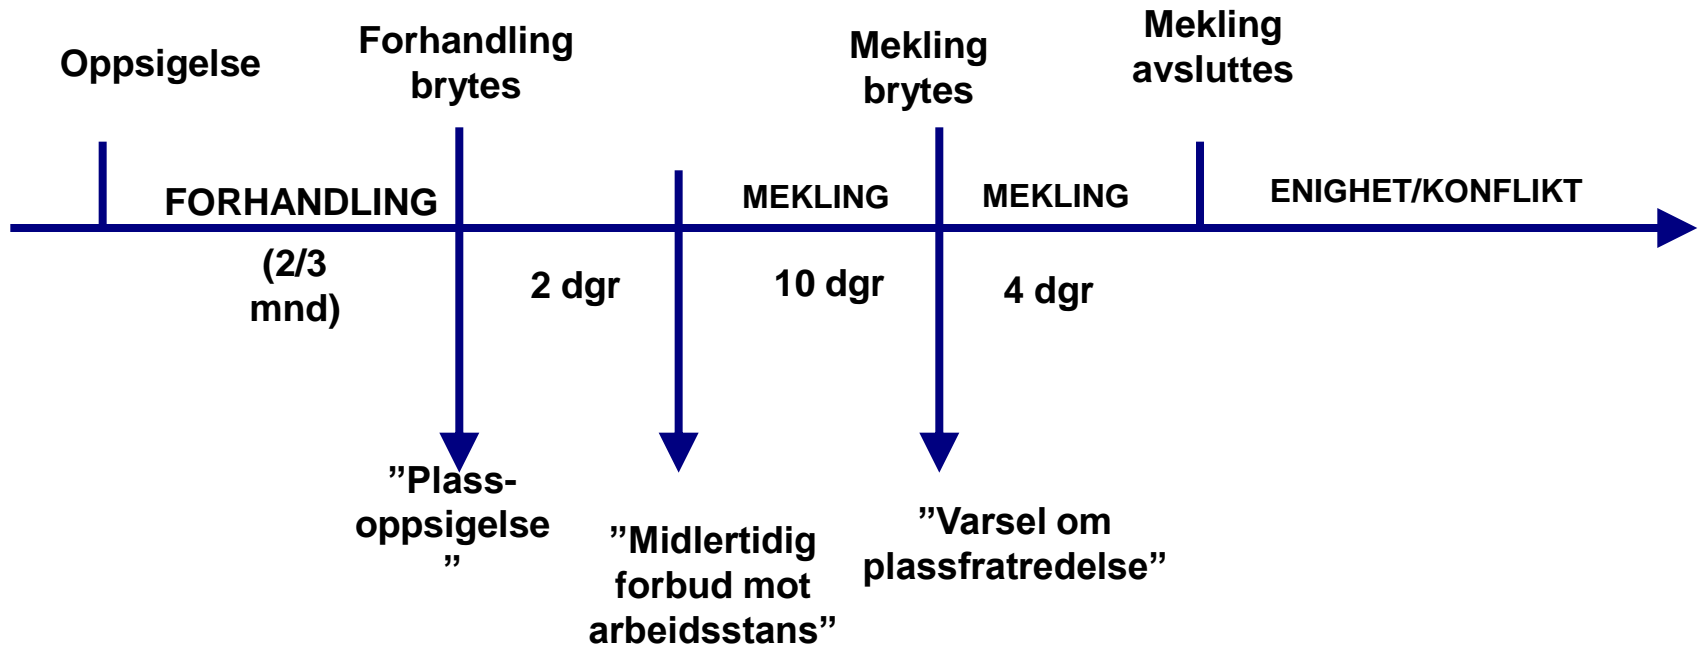 Oppsigelse
Forhandling
brytes
Mekling
brytes
Mekling
avsluttes
FORHANDLING
MEKLING
MEKLING
ENIGHET/KONFLIKT
(2/3
mnd)
2 dgr
10 dgr
4 dgr
”Plass-
oppsigelse
”
”Midlertidig
forbud mot
arbeidsstans”
”Varsel om
plassfratredelse”